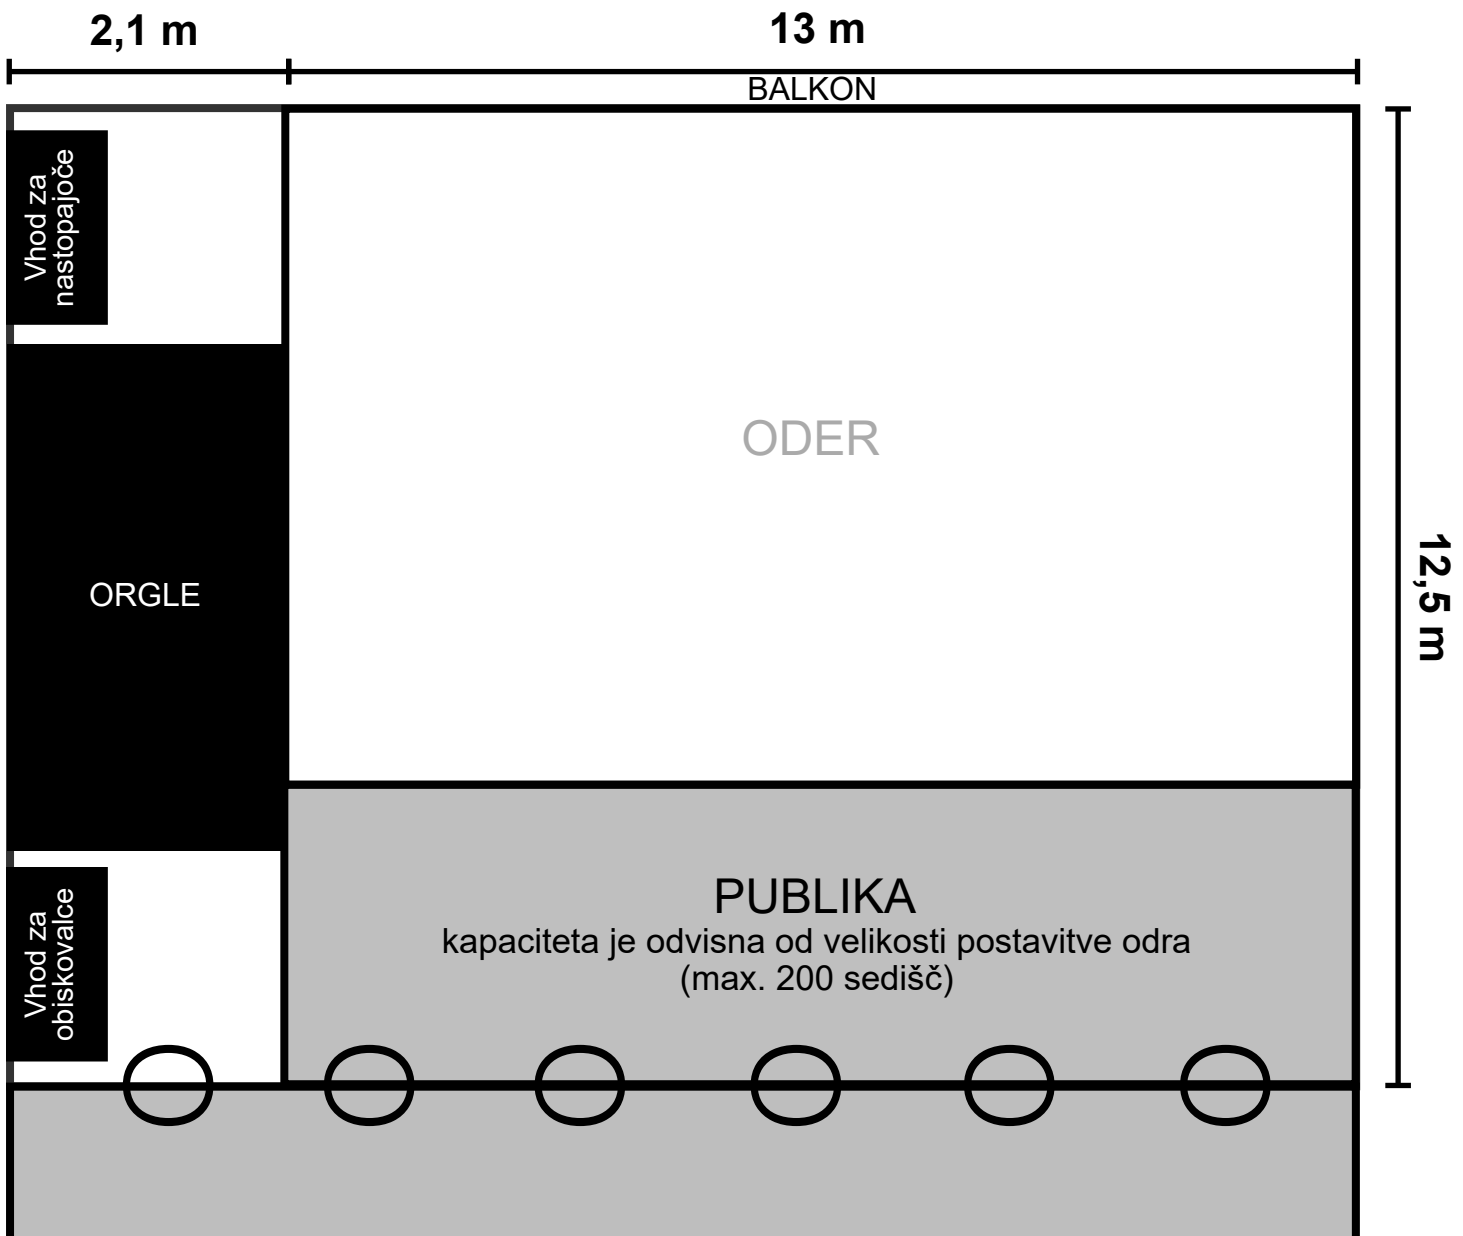 2,1 m
13 m
BALKON
Vhod za
nastopajoče
ODER
12,5 m
ORGLE
PUBLIKA
kapaciteta je odvisna od velikosti postavitve odra
(max. 200 sedišč)
Vhod za
obiskovalce